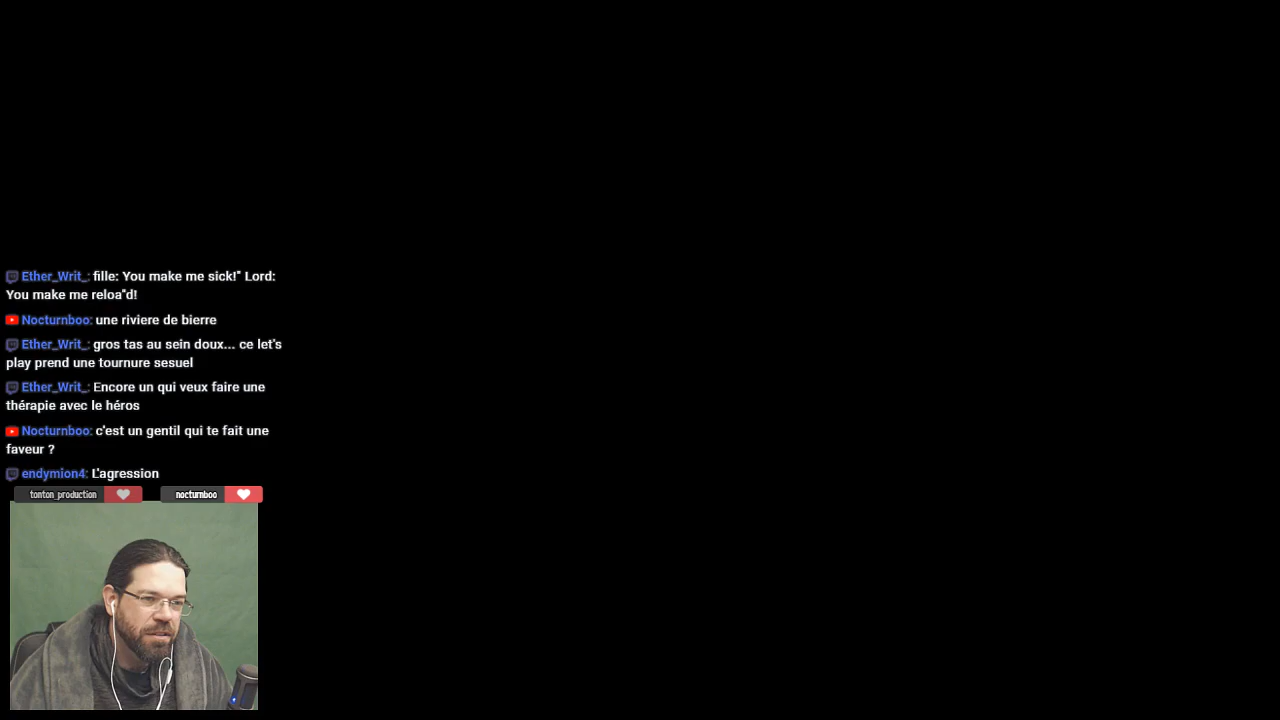 Ether_Writ_: fille: You make me sick!" Lord:
You make me reloa"d!
Nocturnboo: une riviere de bierre
Ether_Writ_: gros tas au sein doux... ce let's
play prend une tournure sesuel
Ether_Writ_: Encore un qui veux faire une
thérapie avec le héros
Nocturnboo: c'est un gentil qui te fait une
faveur ?
endymion4: L'agression
tonton_production nocturnboo